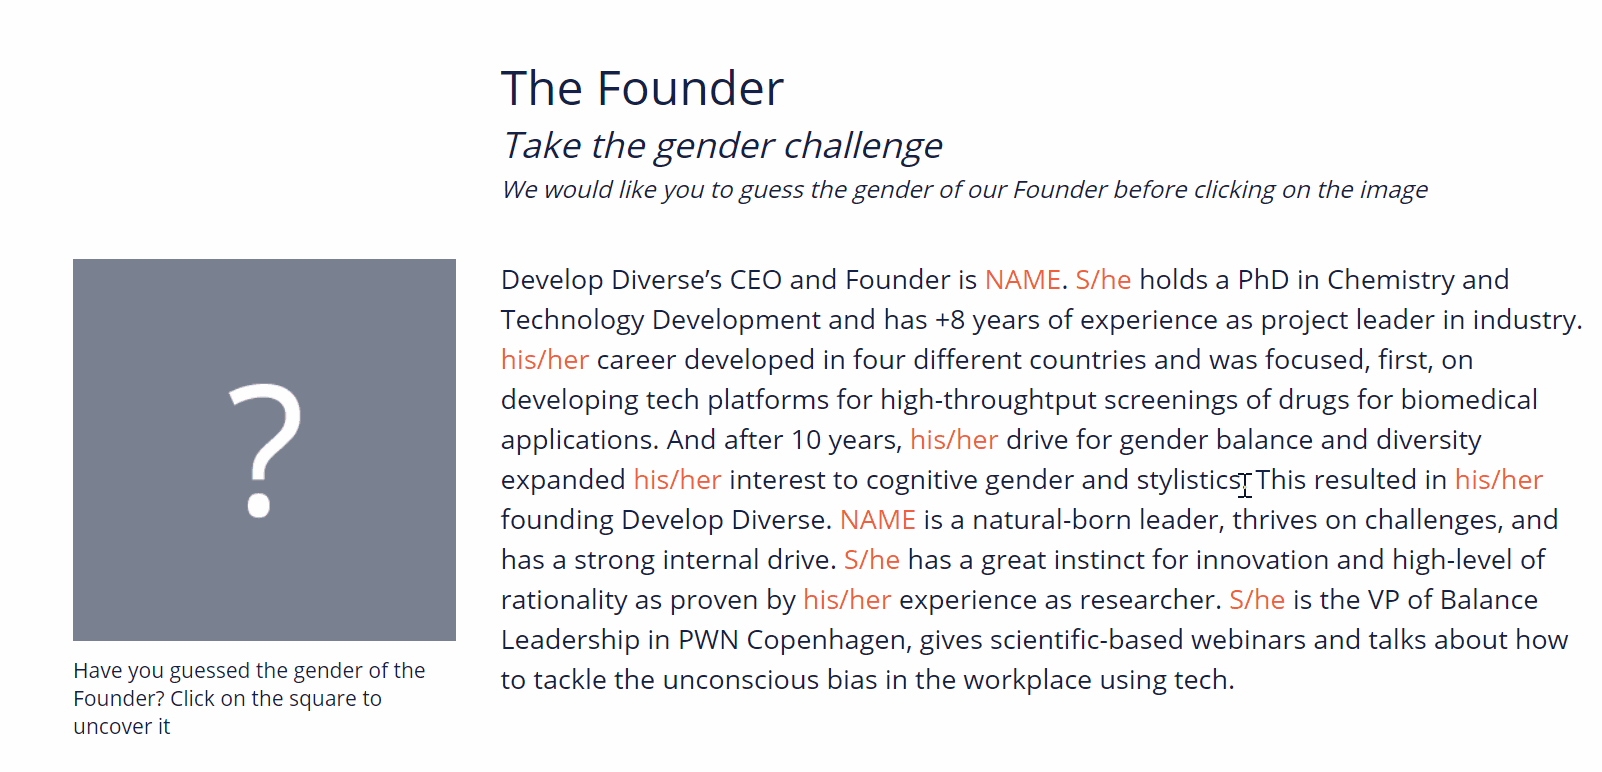 The Founder
Take the gender challenge
We would like you to guess the gender of our Founder before clicking on the image
?
Have you guessed the gender of the
Founder? Click on the square to
uncover it
Develop Diverse’s CEO and Founder is NAME. S/he holds a PhD in Chemistry and
Technology Development and has +8 years of experience as project leader in industry.
his/her career developed in four different countries and was focused, first, on
developing tech platforms for high-throughtput screenings of drugs for biomedical
applications. And after 10 years, his/her drive for gender balance and diversity
expanded his/her interest to cognitive gender and stylistics. This resulted in his/her
founding Develop Diverse. NAME is a natural-born leader, thrives on challenges, and
has a strong internal drive. S/he has a great instinct for innovation and high-level of
rationality as proven by his/her experience as researcher. S/he is the VP of Balance
Leadership in PWN Copenhagen, gives scientific-based webinars and talks about how
to tackle the unconscious bias in the workplace using tech.